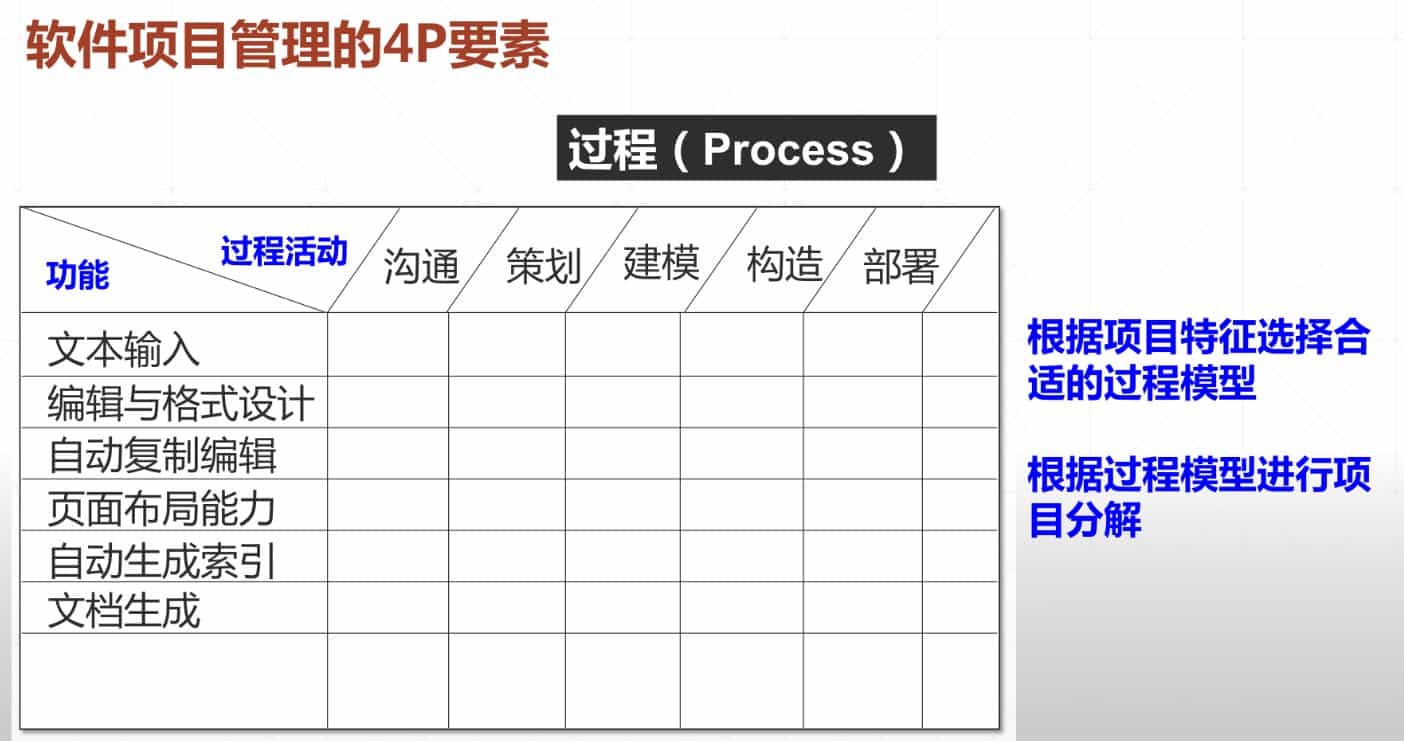 软件项目管理的4P要素
过程（Process）
过程活动
功能
沟通
策划
建模
构造
部署
文本输入
编辑与格式设计
自动复制编辑
页面布局能力
自动生成索引
文档生成
根据项目特征选择合
适的过程模型
根据过程模型进行项
目分解